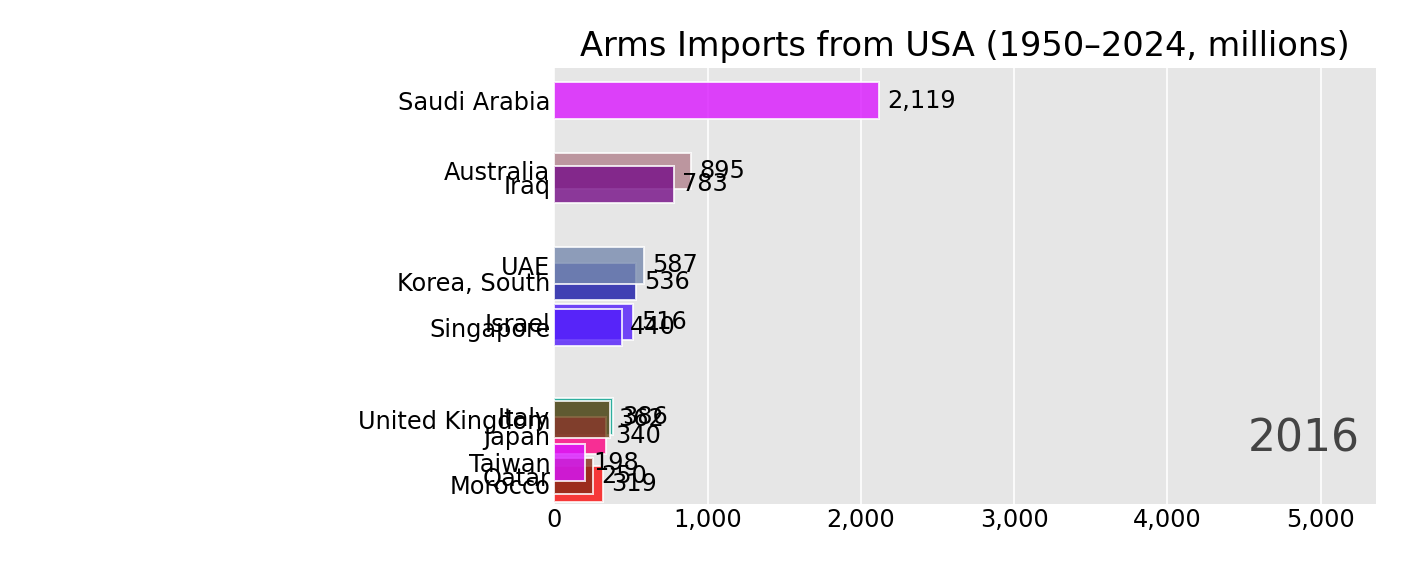 Arms Imports from USA (1950–2024, millions)
Saudi Arabia 2,119
Australia 895
Iraq 783
UAE 587
Korea, South 536
Israel 516
Singapore 440
Italy 386
United Kingdom 362
Japan 340
Taiwan 198
Qatar 250
Morocco 319
2016
0 1,000 2,000 3,000 4,000 5,000